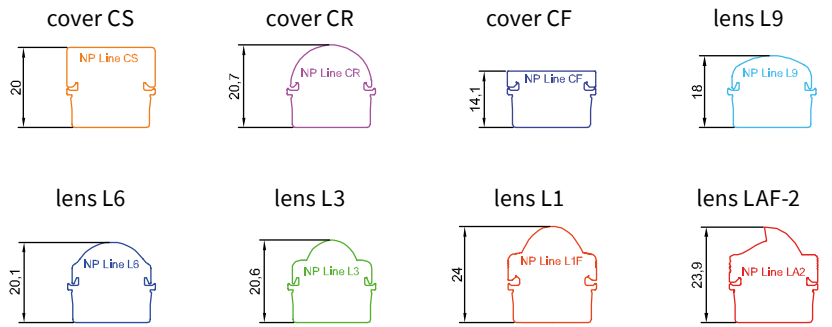 cover CS
cover CR
cover CF
lens L9
NP Line CS
20
NP Line CR
20,7
NP Line CF
14,1
NP Line L9
18
lens L6
lens L3
lens L1
lens LAF-2
NP Line L6
20,1
NP Line L3
20,6
NP Line L1F
24
NP Line LA2
23,9